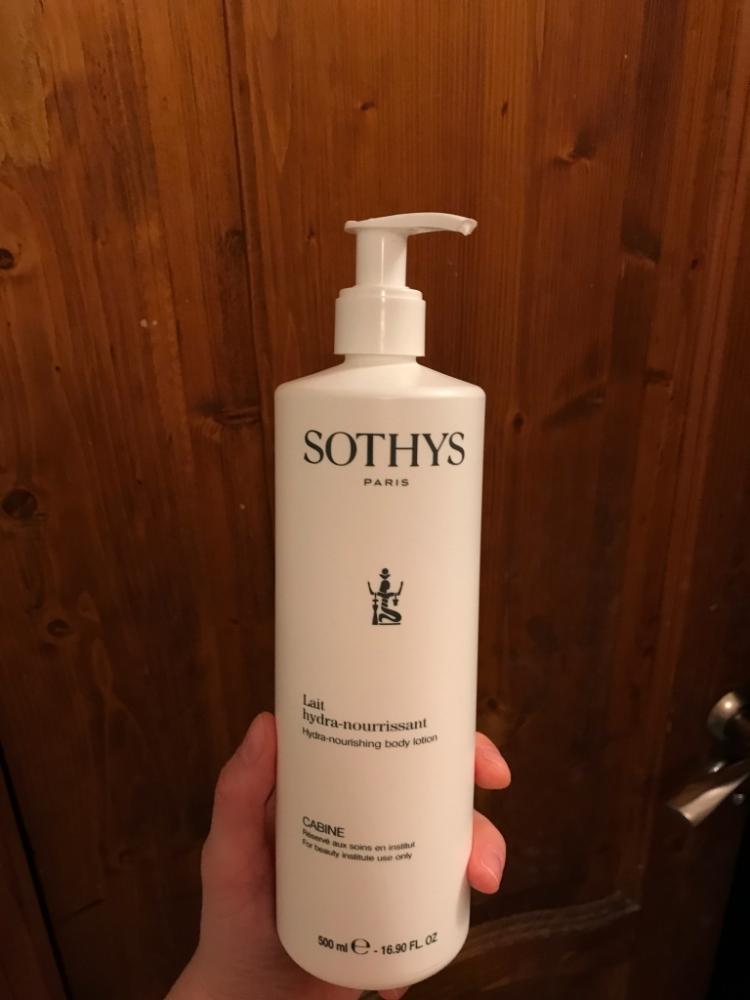 SOTHYS
PARIS
Lait
hydra-nourrissant
Hydra-nourishing body lotion
CABINE
Réservé aux soins en institut
For beauty institute use only
500 ml ℮ - 16.90 FL. OZ